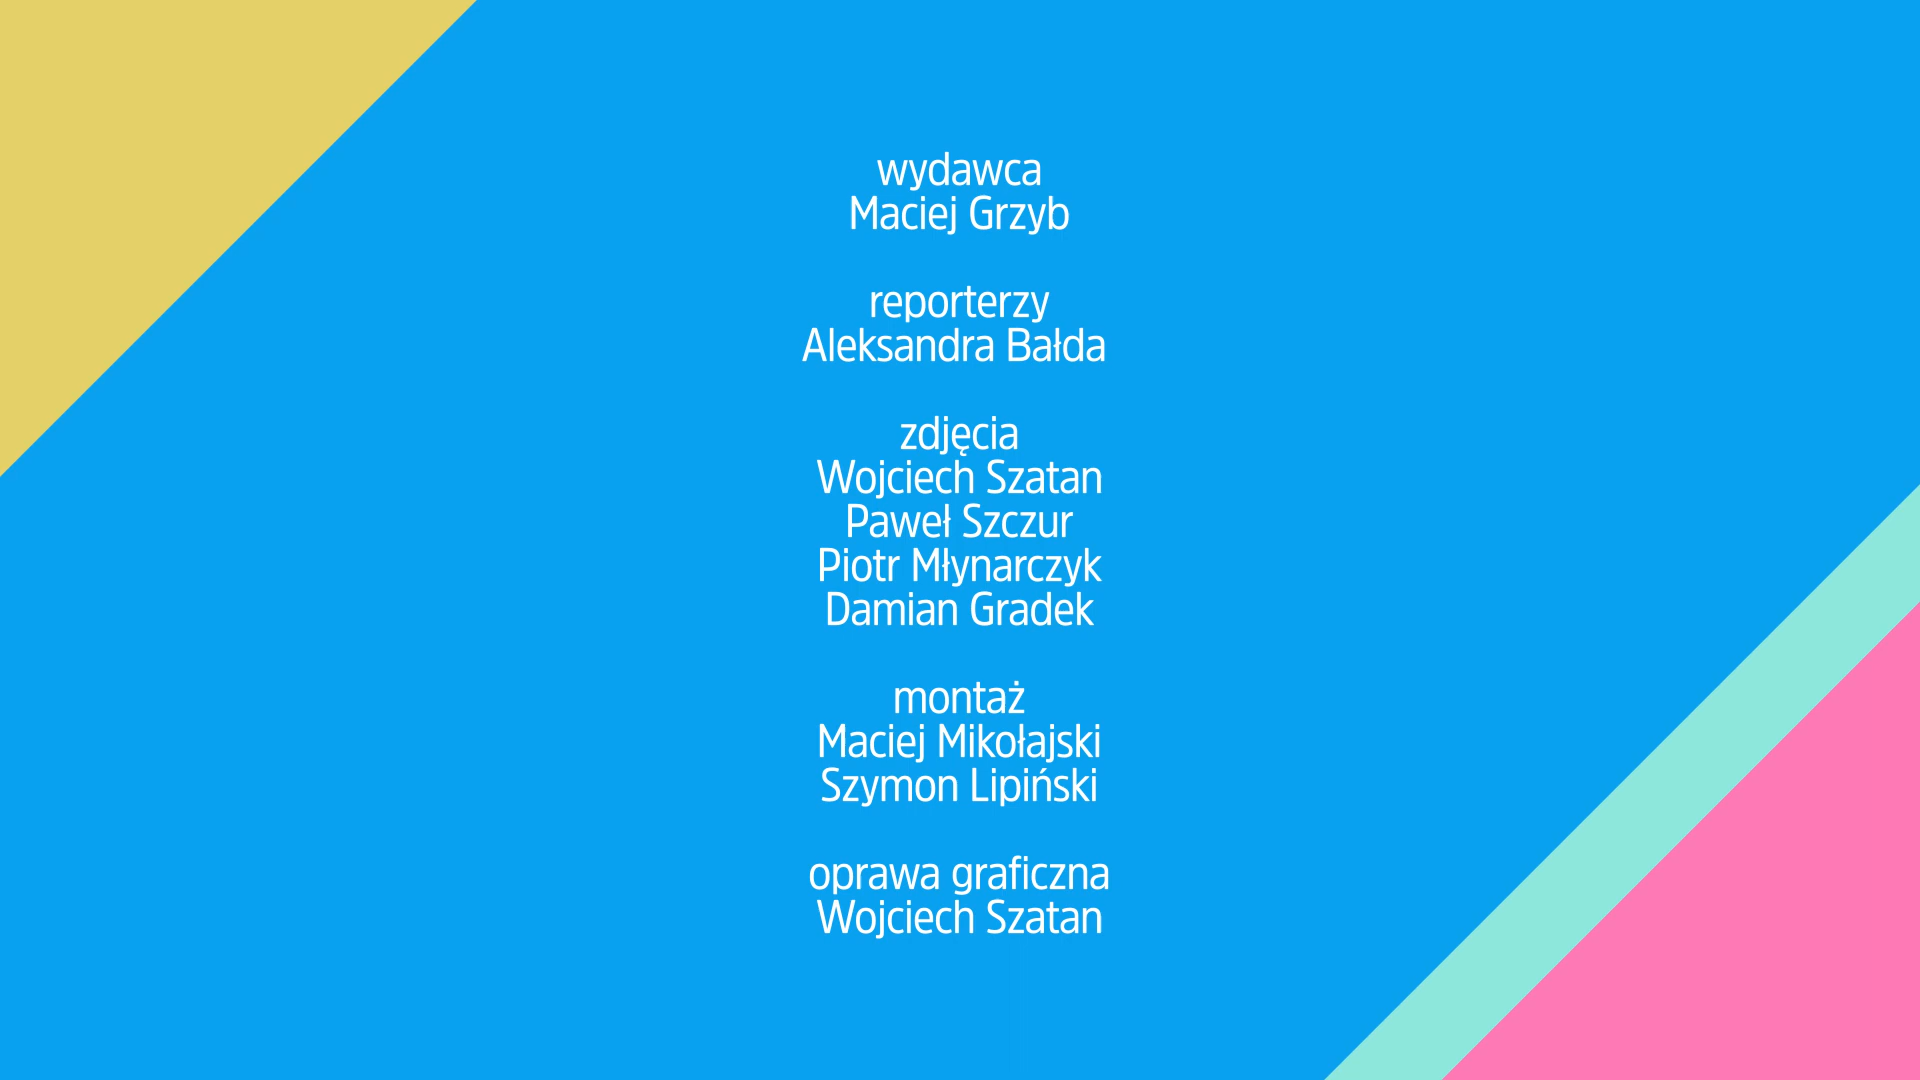 wydawca
Maciej Grzyb
reporterzy
Aleksandra Bałda
zdjęcia
Wojciech Szatan
Paweł Szczur
Piotr Młynarczyk
Damian Gradek
montaż
Maciej Mikołajski
Szymon Lipiński
oprawa graficzna
Wojciech Szatan